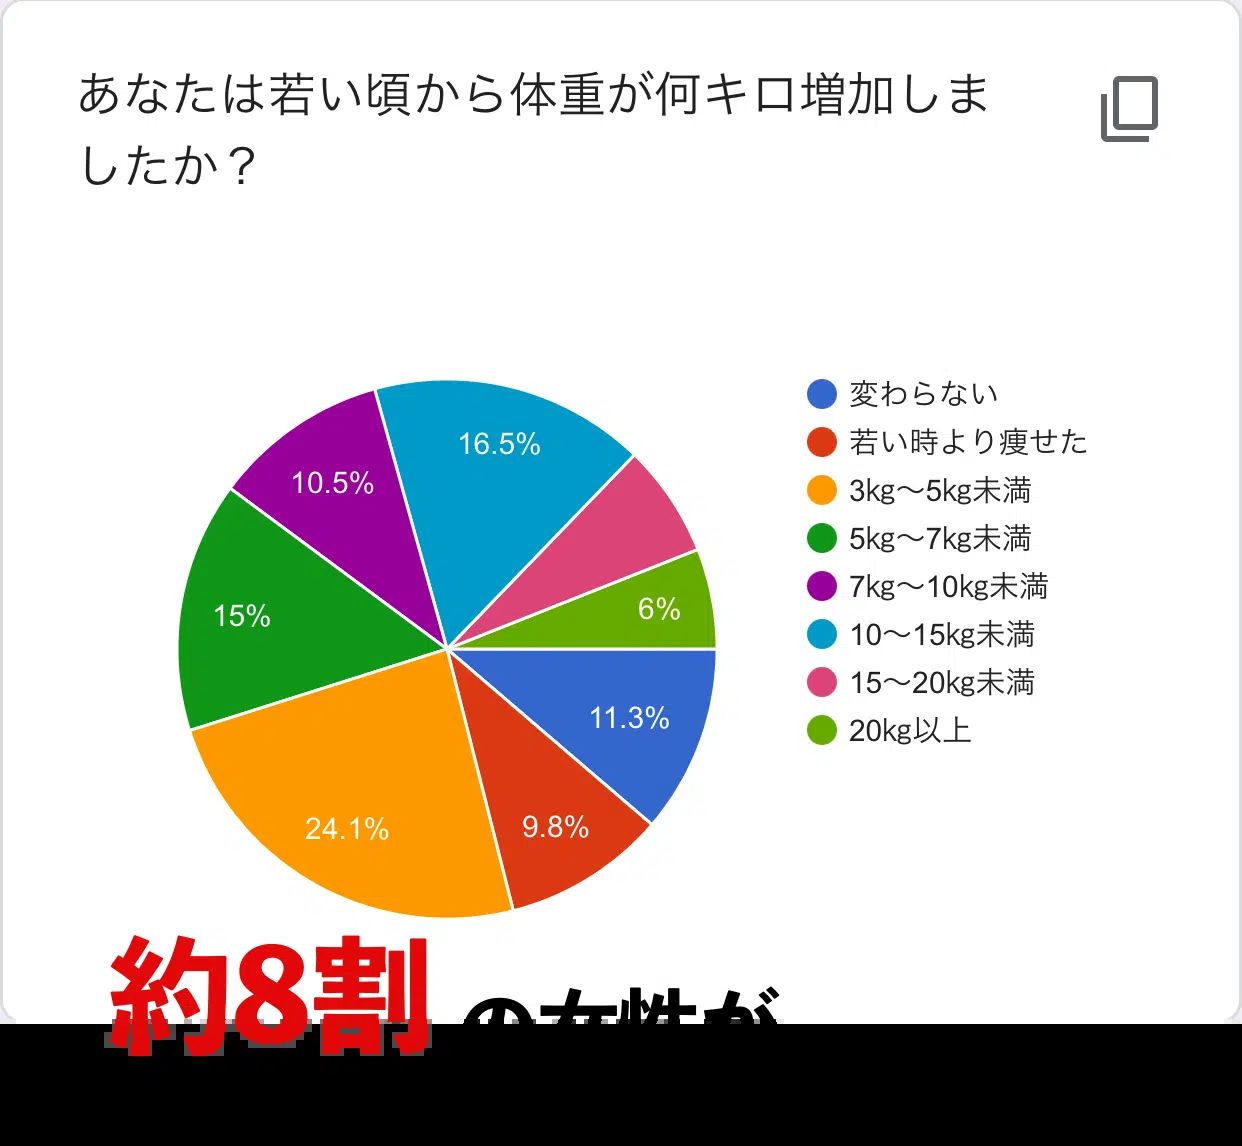 あなたは若い頃から体重が何キロ増加しま
したか？
16.5%
10.5%
15%
6%
11.3%
24.1%
9.8%
変わらない
若い時より痩せた
3kg〜5kg未満
5kg〜7kg未満
7kg〜10kg未満
10〜15kg未満
15〜20kg未満
20kg以上
約8割の女性が